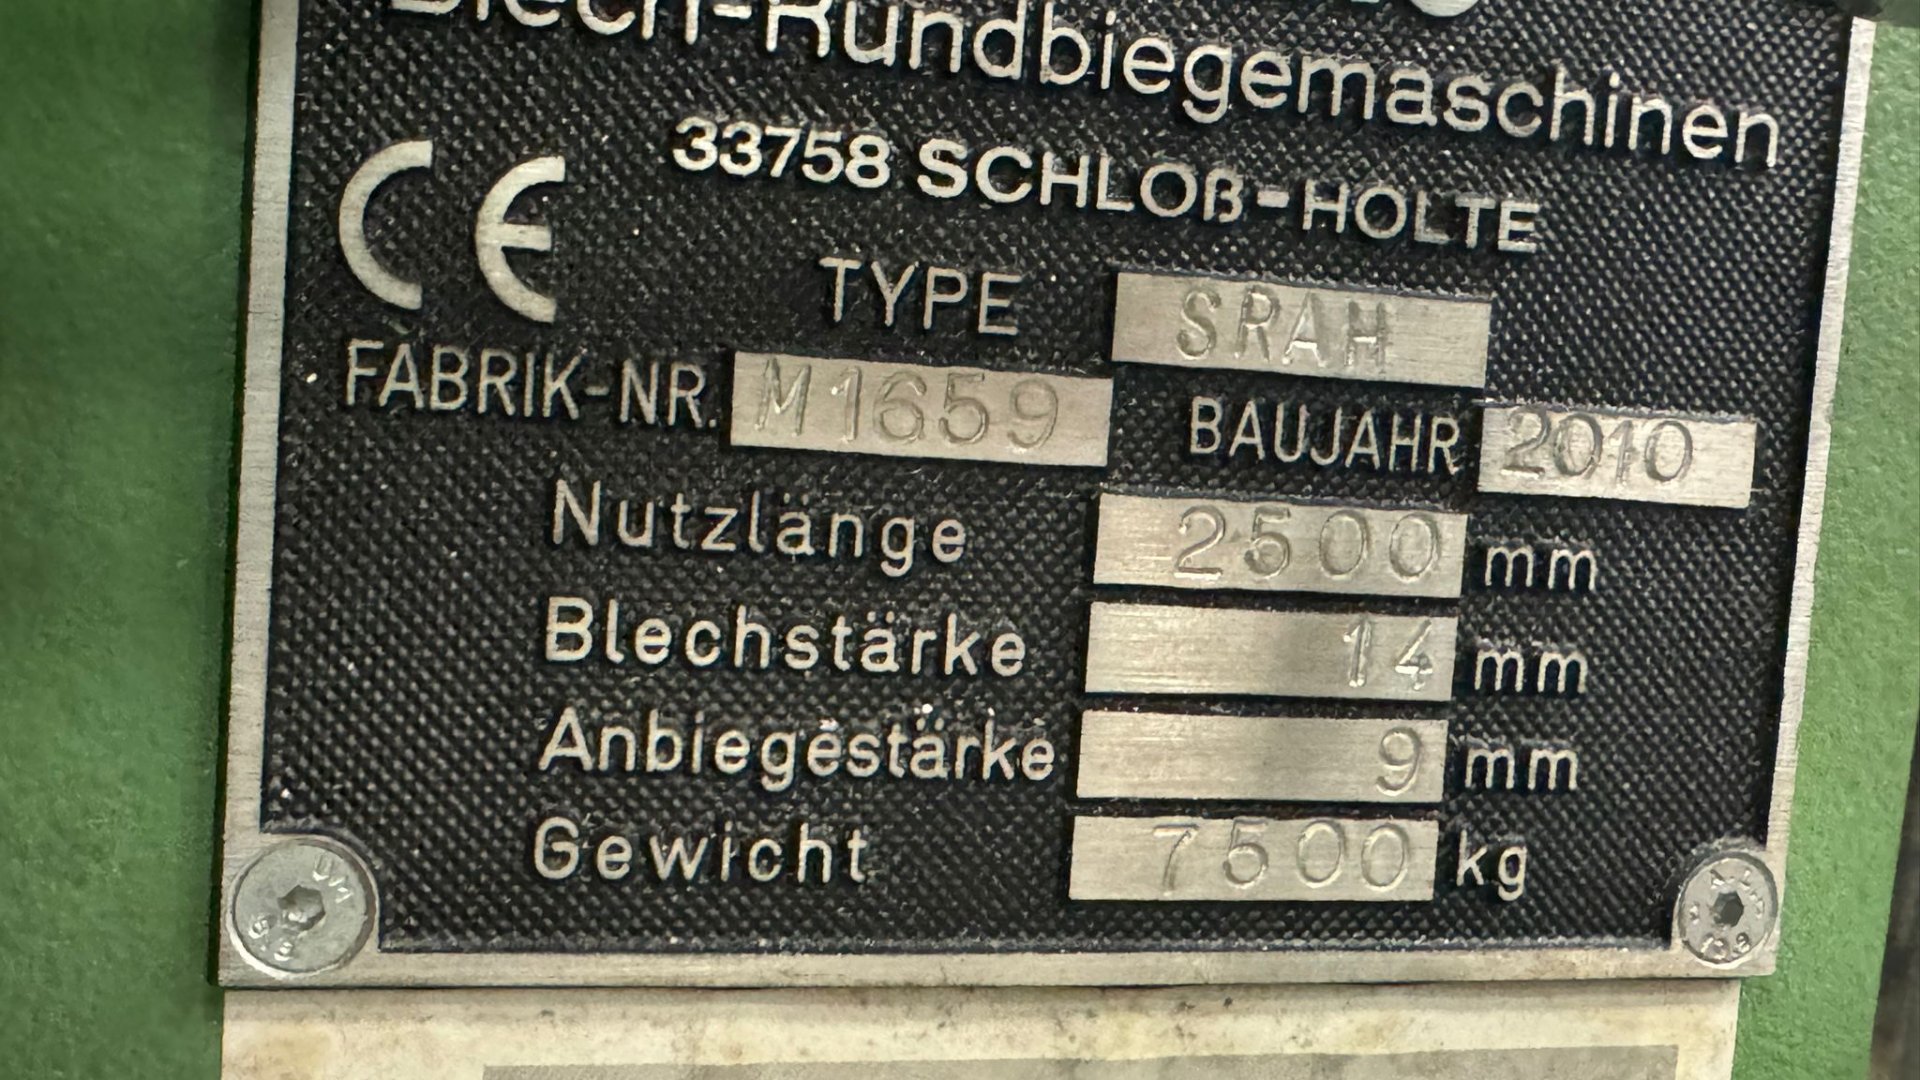 Blech-Rundbiegemaschinen
33758 SCHLOß-HOLTE
CE
TYPE SRAH
FABRIK-NR. M1659 BAUJAHR 2010
Nutzlänge 2500 mm
Blechstärke 14 mm
Anbiegestärke 9 mm
Gewicht 7500 kg